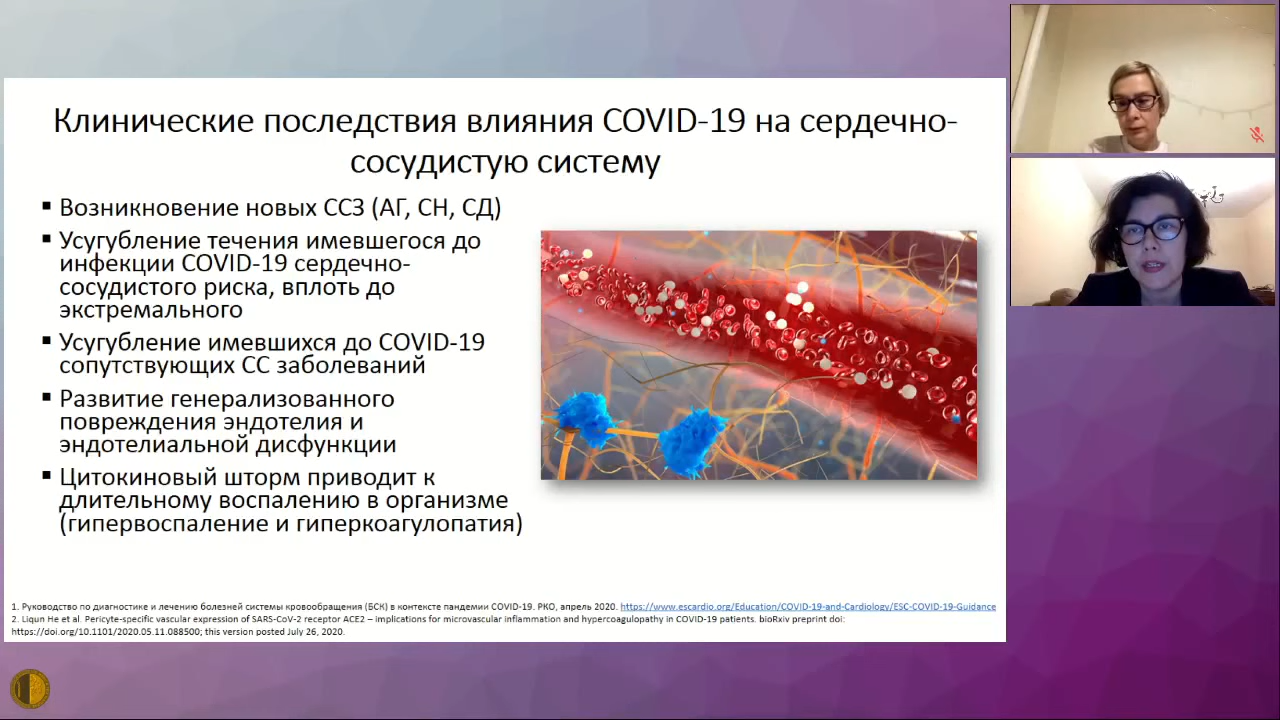 Клинические последствия влияния COVID-19 на сердечно-
сосудистую систему
▪ Возникновение новых ССЗ (АГ, СН, СД)
▪ Усугубление течения имевшегося до
инфекции COVID-19 сердечно-
сосудистого риска, вплоть до
экстремального
▪ Усугубление имевшихся до COVID-19
сопутствующих СС заболеваний
▪ Развитие генерализованного
повреждения эндотелия и
эндотелиальной дисфункции
▪ Цитокиновый шторм приводит к
длительному воспалению в организме
(гипервоспаление и гиперкоагулопатия)
1. Руководство по диагностике и лечению болезней системы кровообращения (БСК) в контексте пандемии COVID-19. РКО, апрель 2020. https://www.escardio.org/Education/COVID-19-and-Cardiology/ESC-COVID-19-Guidance
2. Liqun He et al. Pericyte-specific vascular expression of SARS-CoV-2 receptor ACE2 – implications for microvascular inflammation and hypercoagulopathy in COVID-19 patients. bioRxiv preprint doi:
https://doi.org/10.1101/2020.05.11.088500; this version posted July 26, 2020.